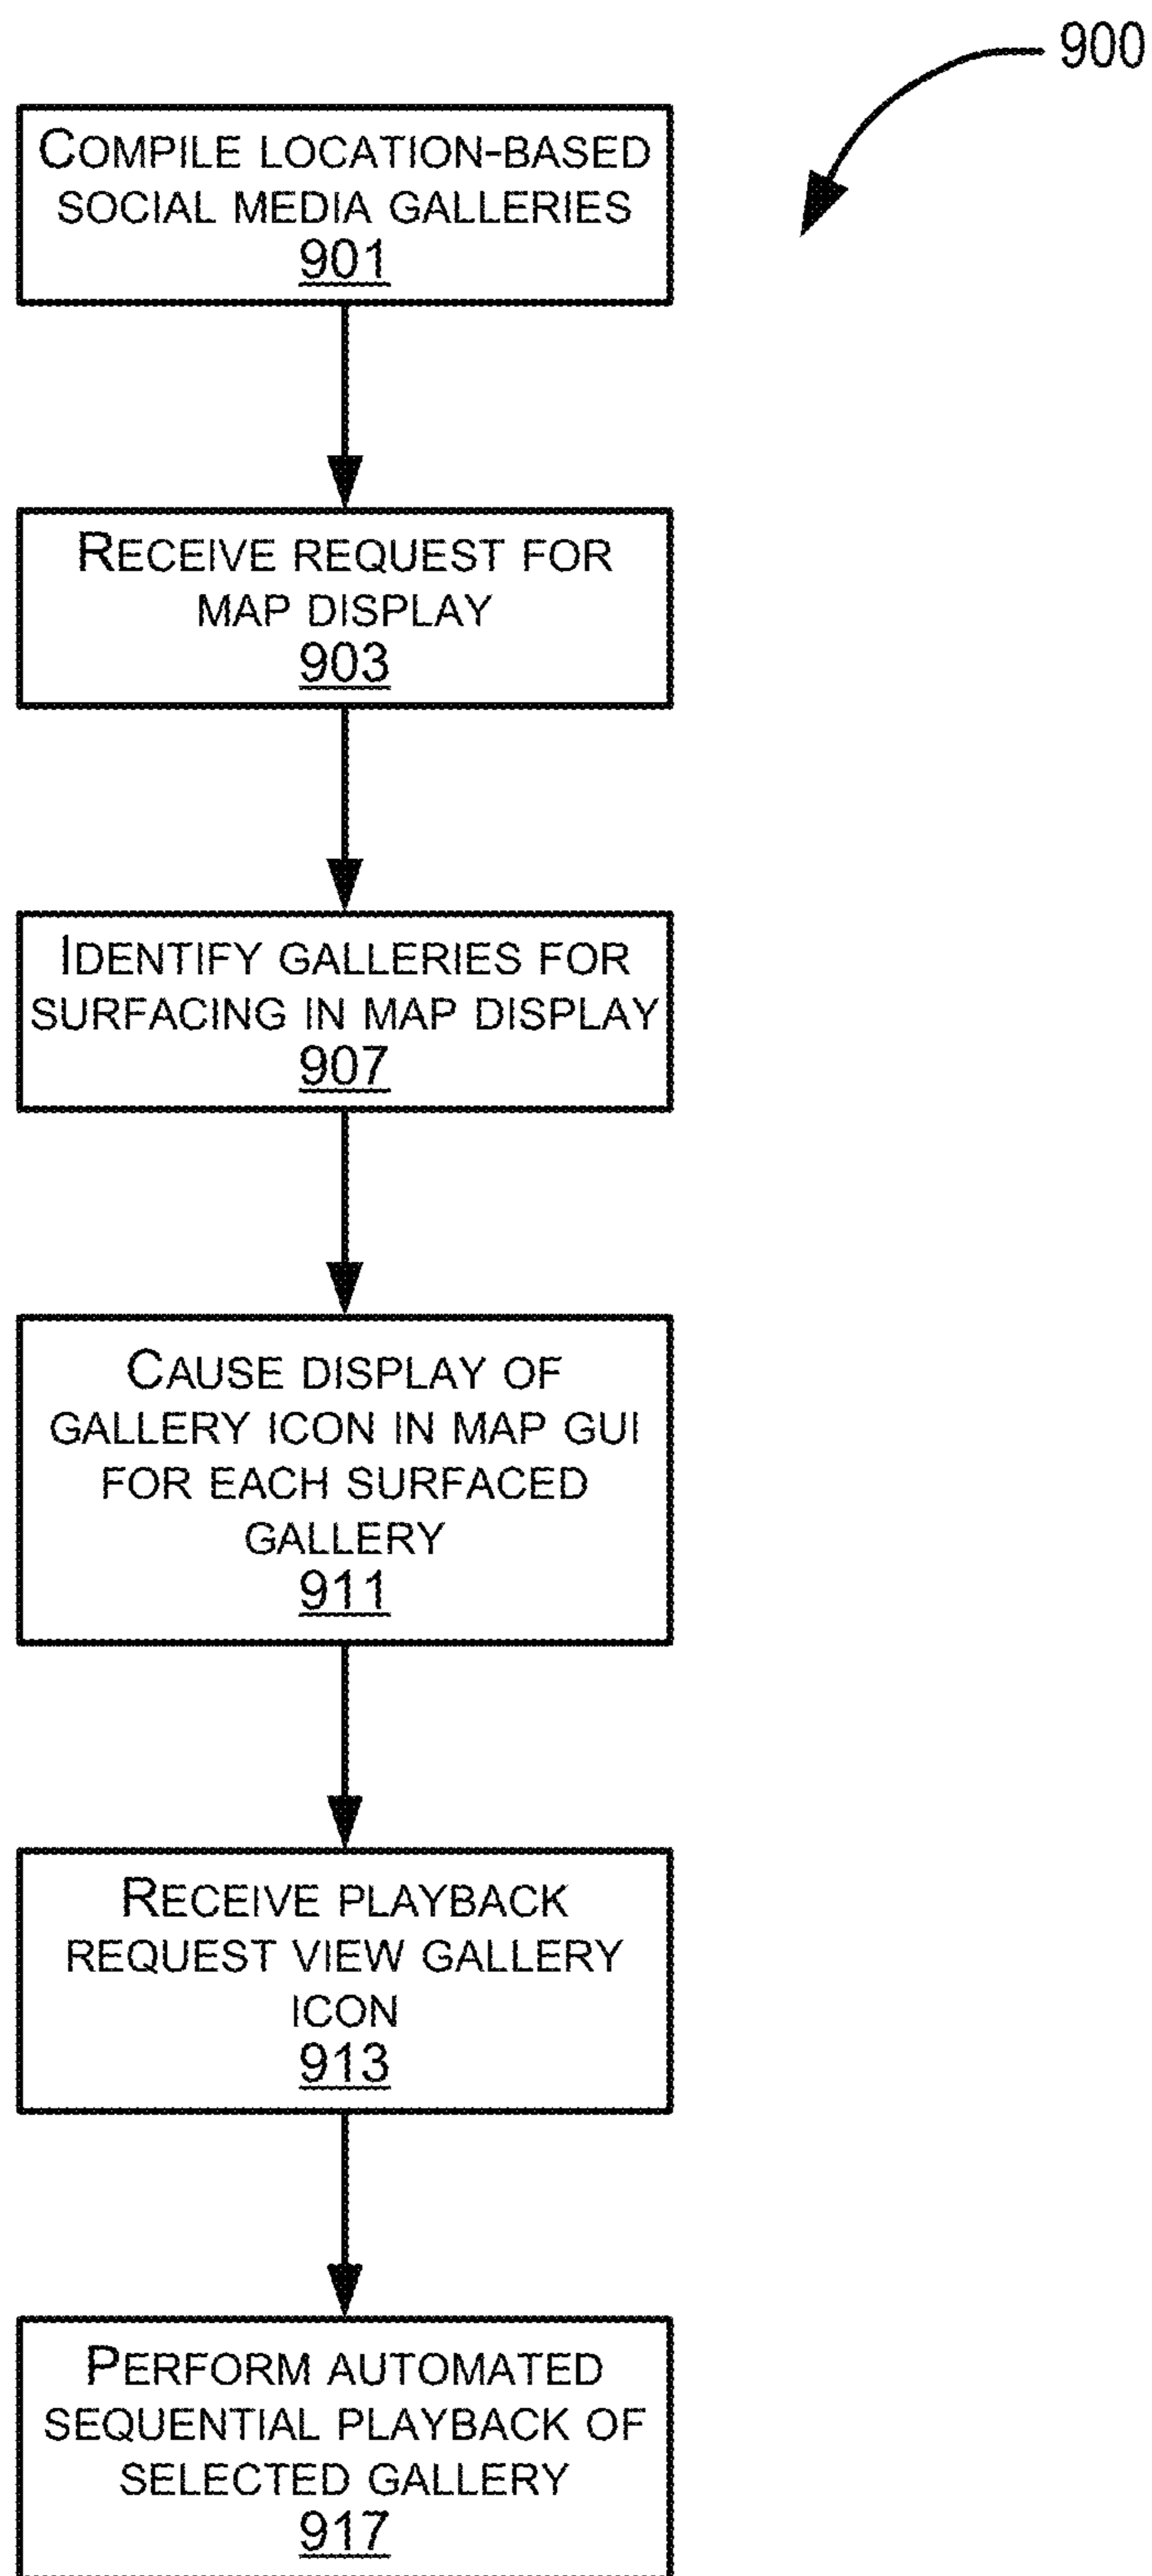 900
COMPILE LOCATION-BASED
SOCIAL MEDIA GALLERIES
901
RECEIVE REQUEST FOR
MAP DISPLAY
903
IDENTIFY GALLERIES FOR
SURFACING IN MAP DISPLAY
907
CAUSE DISPLAY OF
GALLERY ICON IN MAP GUI
FOR EACH SURFACED
GALLERY
911
RECEIVE PLAYBACK
REQUEST VIEW GALLERY
ICON
913
PERFORM AUTOMATED
SEQUENTIAL PLAYBACK OF
SELECTED GALLERY
917